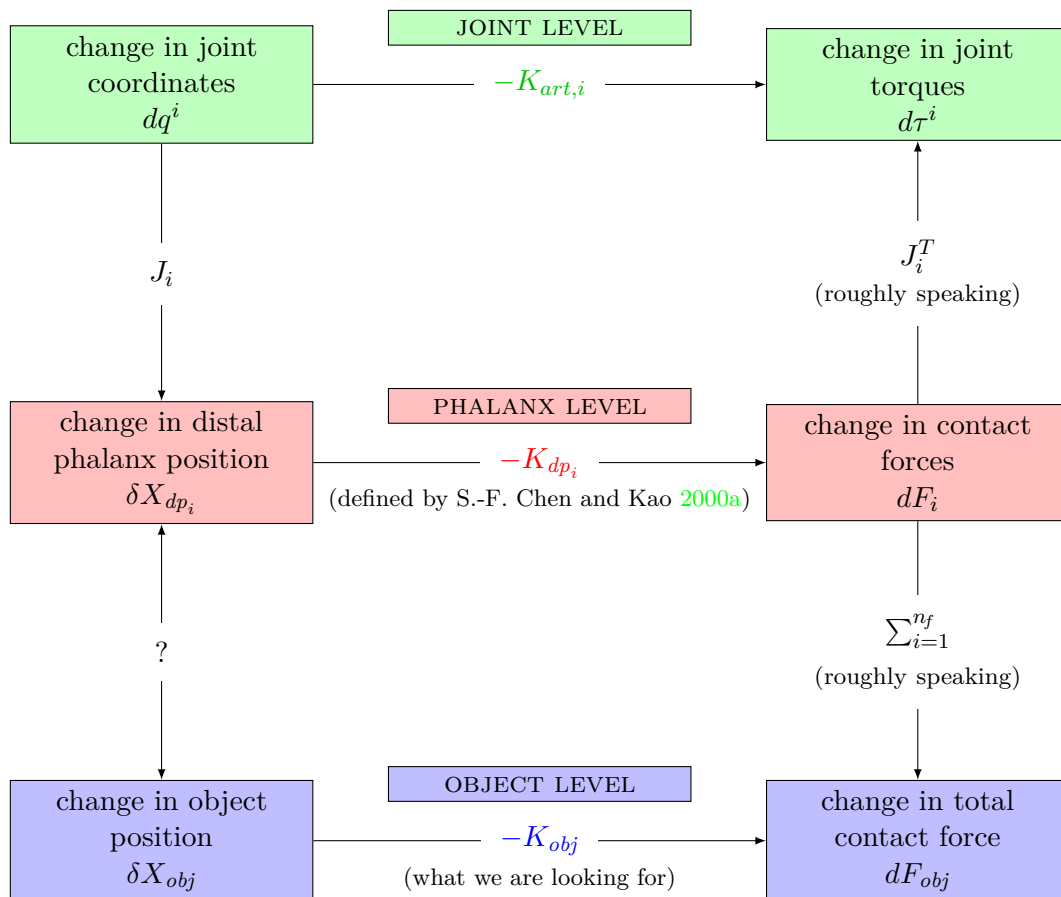 JOINT LEVEL
change in joint
coordinates
dq^i
−K_{art,i}
change in joint
torques
dτ^i
J_i
J_i^T
(roughly speaking)
PHALANX LEVEL
change in distal
phalanx position
δX_{dp_i}
−K_{dp_i}
(defined by S.-F. Chen and Kao 2000a)
change in contact
forces
dF_i
?
∑_{i=1}^{n_f}
(roughly speaking)
OBJECT LEVEL
change in object
position
δX_{obj}
−K_{obj}
(what we are looking for)
change in total
contact force
dF_{obj}